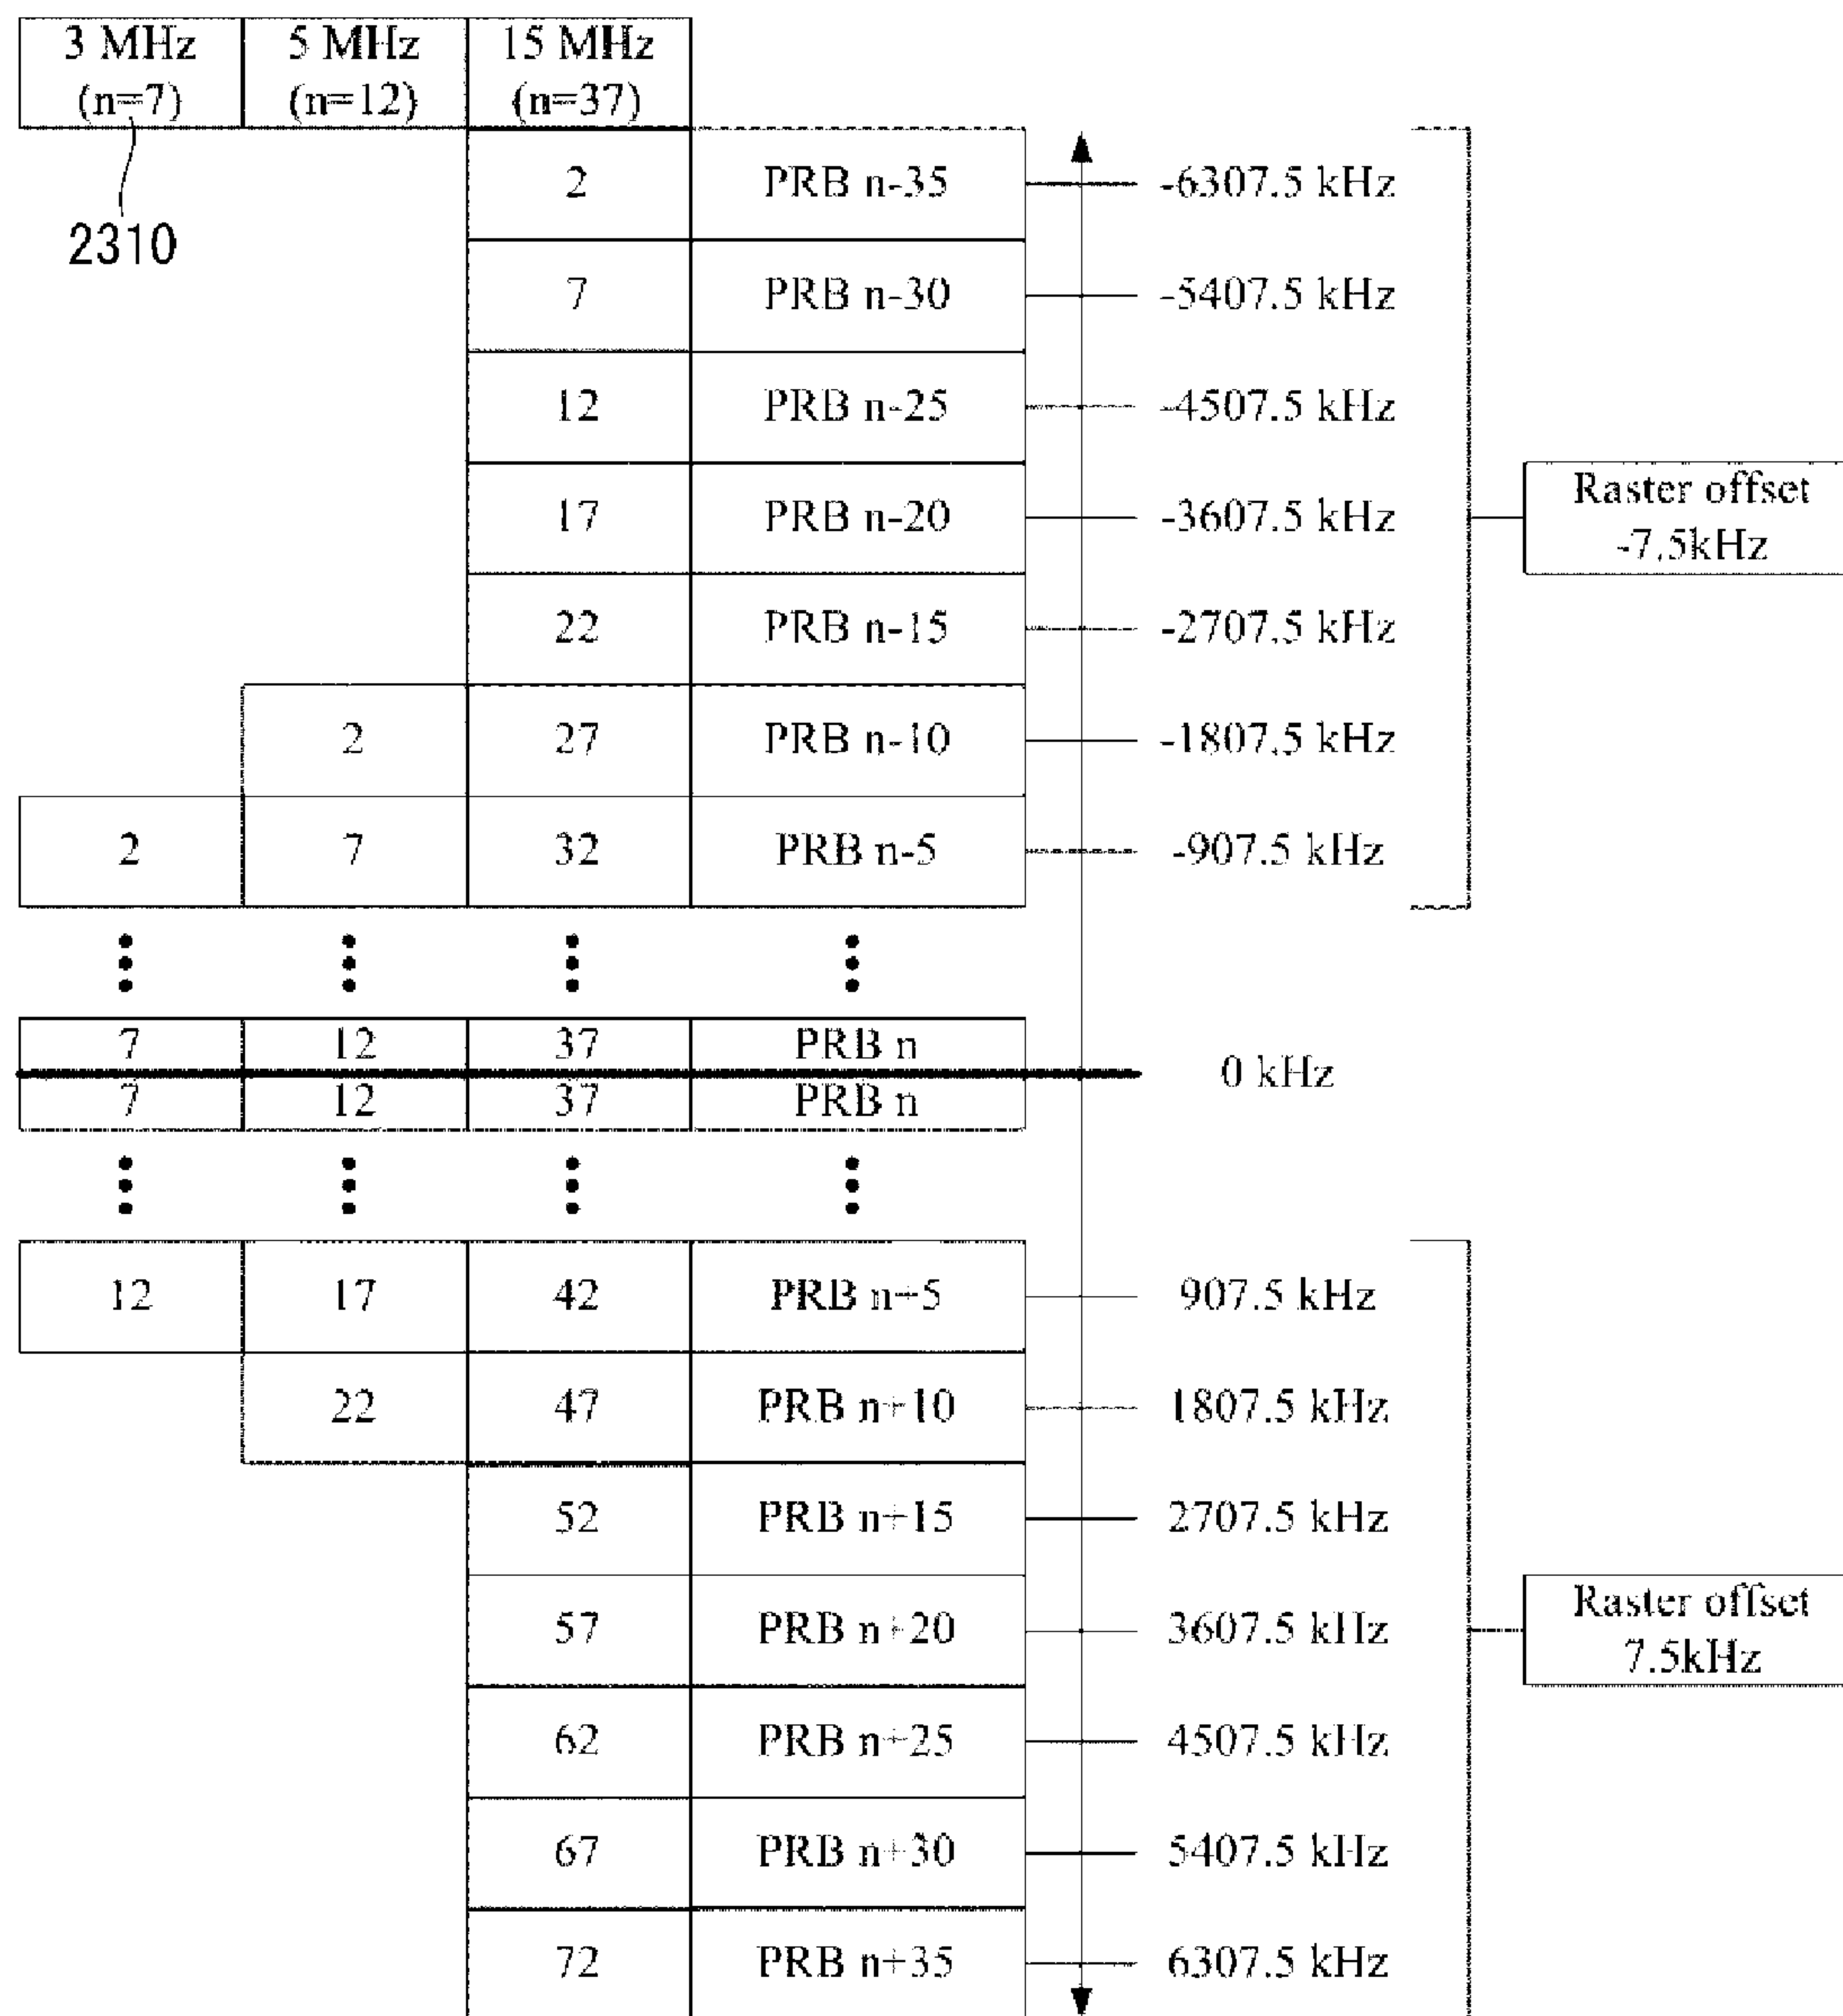 3 MHz 5 MHz 15 MHz
(n=7) (n=12) (n=37)
2310
2 PRB n-35 -6307.5 kHz
7 PRB n-30 -5407.5 kHz
12 PRB n-25 -4507.5 kHz
17 PRB n-20 -3607.5 kHz
Raster offset
-7.5kHz
22 PRB n-15 -2707.5 kHz
2 27 PRB n-10 -1807.5 kHz
2 7 32 PRB n-5 -907.5 kHz
7 12 37 PRB n
0 kHz
7 12 37 PRB n
12 17 42 PRB n+5 907.5 kHz
22 47 PRB n+10 1807.5 kHz
52 PRB n+15 2707.5 kHz
57 PRB n+20 3607.5 kHz
Raster offset
7.5kHz
62 PRB n+25 4507.5 kHz
67 PRB n+30 5407.5 kHz
72 PRB n+35 6307.5 kHz